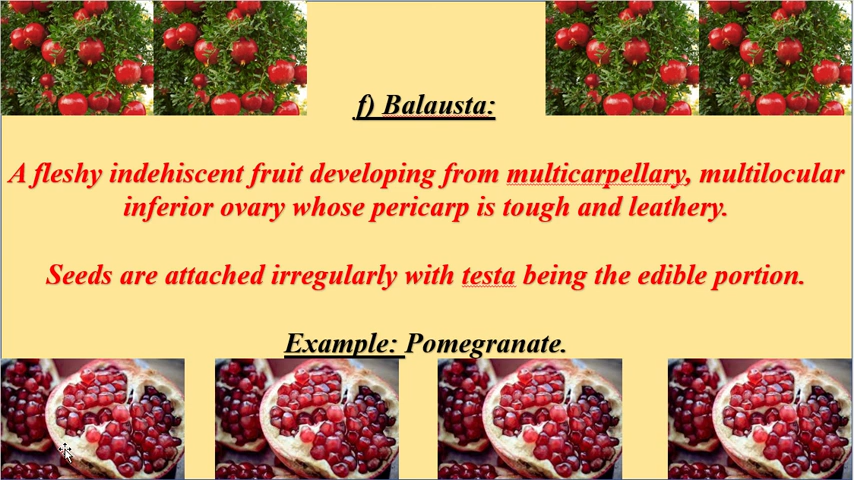 f) Balausta:
A fleshy indehiscent fruit developing from multicarpellary, multilocular
inferior ovary whose pericarp is tough and leathery.
Seeds are attached irregularly with testa being the edible portion.
Example: Pomegranate.